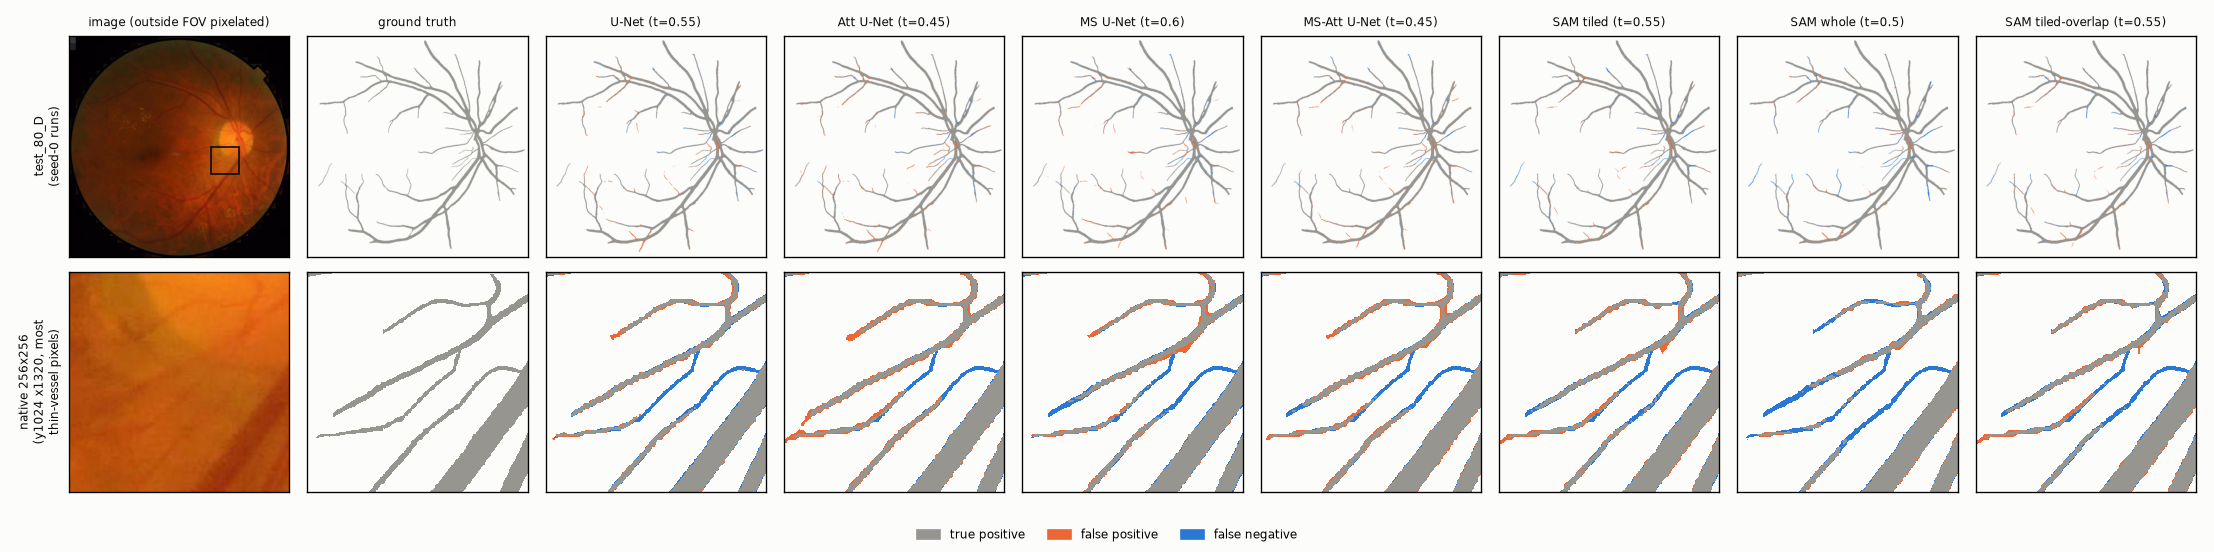 image (outside FOV pixelated)
ground truth
U-Net (t=0.55)
Att U-Net (t=0.45)
MS U-Net (t=0.6)
MS-Att U-Net (t=0.45)
SAM tiled (t=0.55)
SAM whole (t=0.5)
SAM tiled-overlap (t=0.55)
test_80_D
(seed-0 runs)
native 256x256
(y1024 x1320, most
thin-vessel pixels)
true positive
false positive
false negative